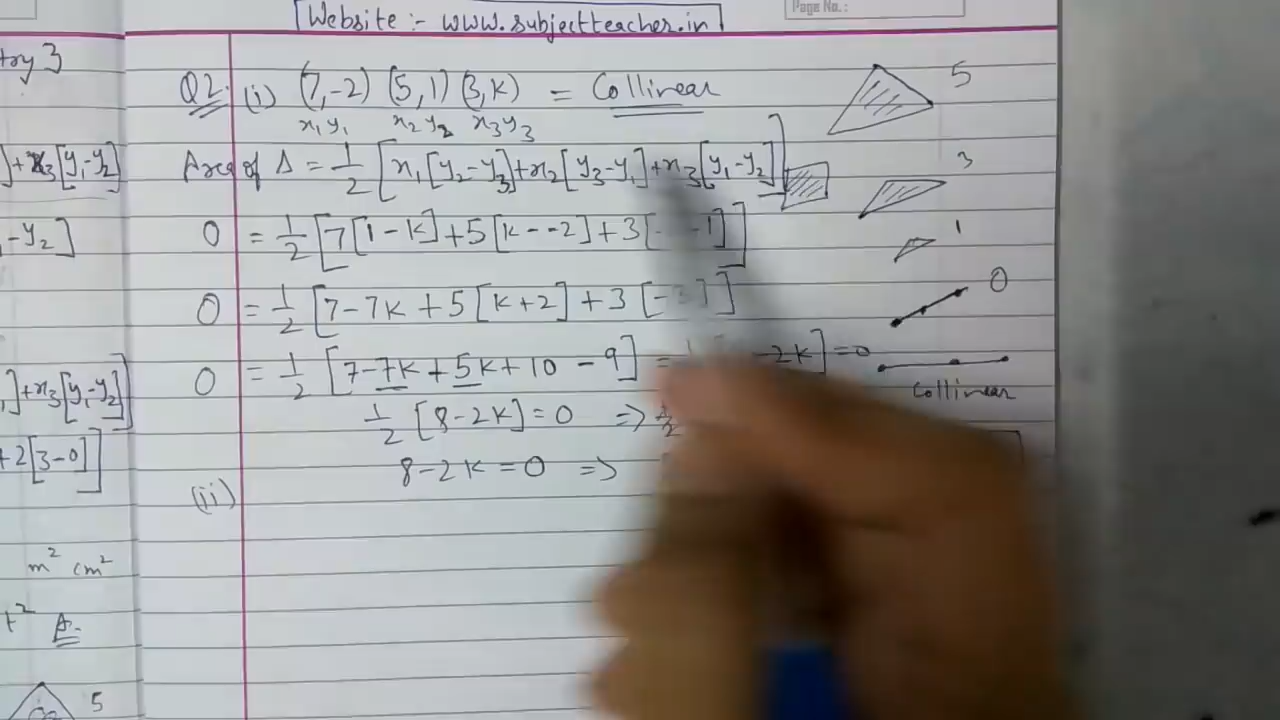 Website :- www.subjectteacher.in
Page No.:
try 3
Q2. (i) (7,-2) (5,1) (3,k) = Collinear
x₁ y₁ x₂ y₂ x₃ y₃
5
]+x₃[y₁-y₂]
Area of Δ = 1/2 [x₁[y₂-y₃]+x₂[y₃-y₁]+x₃[y₁-y₂]]
3
-y₂]
0 = 1/2 [7[1-k]+5[k--2]+3[- -1]]
1
0 = 1/2 [7-7k+5[k+2]+3[-3]]
0
0 = 1/2 [7-7k+5k+10-9] = -2k]=0
]+x₃[y₁-y₂]]
Collinear
1/2 [8-2k]=0 =>
+2[3-0]]
8-2k=0 =>
(ii)
m² cm²
t² A.
5